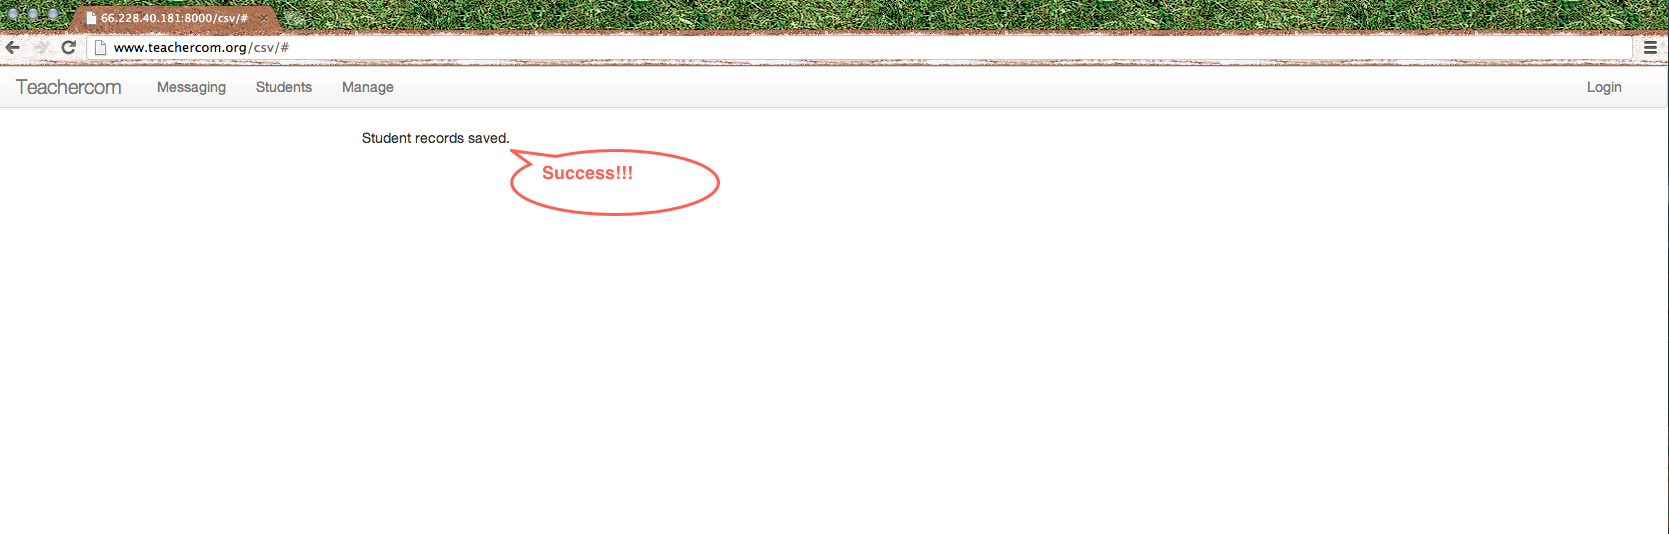 66.228.40.181:8000/csv/#
www.teachercom.org/csv/#
Teachercom Messaging Students Manage Login
Student records saved.
Success!!!